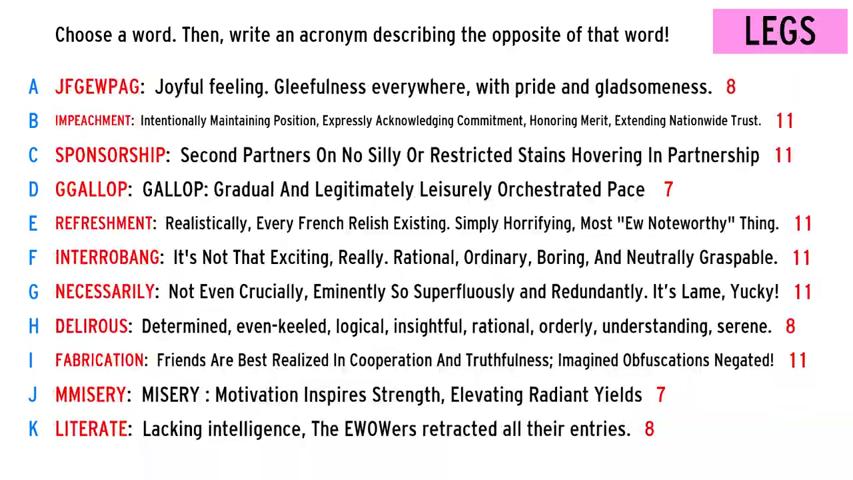 Choose a word. Then, write an acronym describing the opposite of that word!
LEGS
A JFGEWPAG: Joyful feeling. Gleefulness everywhere, with pride and gladsomeness. 8
B IMPEACHMENT: Intentionally Maintaining Position, Expressly Acknowledging Commitment, Honoring Merit, Extending Nationwide Trust. 11
C SPONSORSHIP: Second Partners On No Silly Or Restricted Stains Hovering In Partnership 11
D GGALLOP: GALLOP: Gradual And Legitimately Leisurely Orchestrated Pace 7
E REFRESHMENT: Realistically, Every French Relish Existing. Simply Horrifying, Most "Ew Noteworthy" Thing. 11
F INTERROBANG: It's Not That Exciting, Really. Rational, Ordinary, Boring, And Neutrally Graspable. 11
G NECESSARILY: Not Even Crucially, Eminently So Superfluously and Redundantly. It’s Lame, Yucky! 11
H DELIROUS: Determined, even-keeled, logical, insightful, rational, orderly, understanding, serene. 8
I FABRICATION: Friends Are Best Realized In Cooperation And Truthfulness; Imagined Obfuscations Negated! 11
J MMISERY: MISERY : Motivation Inspires Strength, Elevating Radiant Yields 7
K LITERATE: Lacking intelligence, The EWOWers retracted all their entries. 8